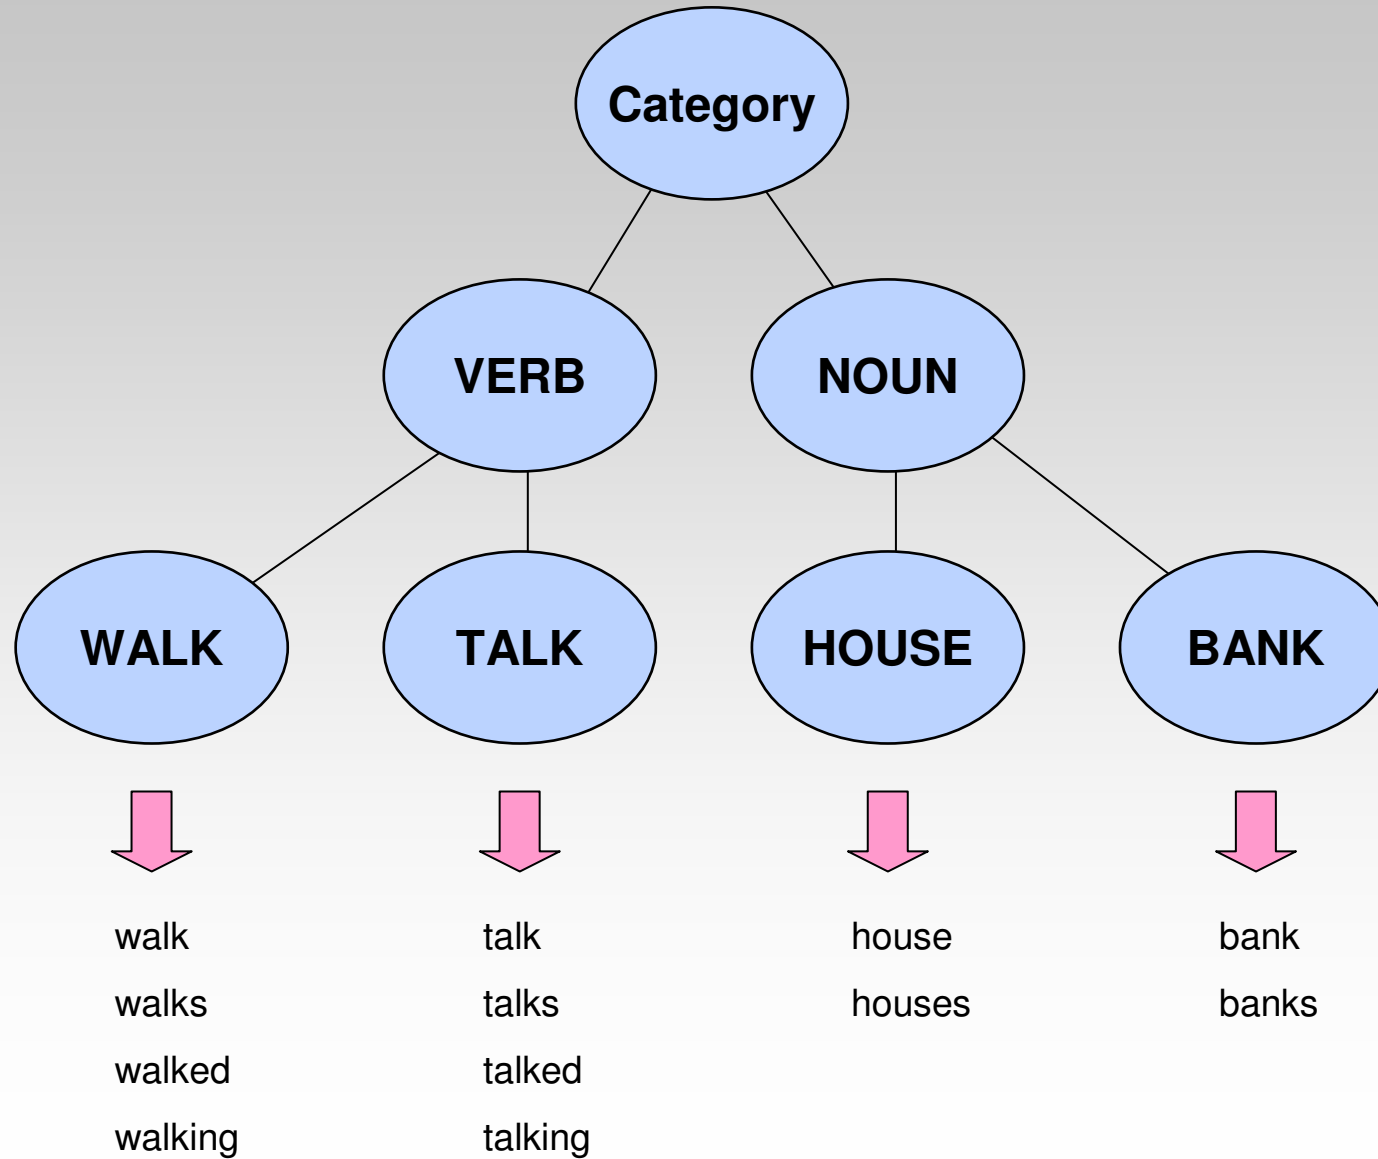 Category
VERB NOUN
WALK TALK HOUSE BANK
walk talk house bank
walks talks houses banks
walked talked
walking talking